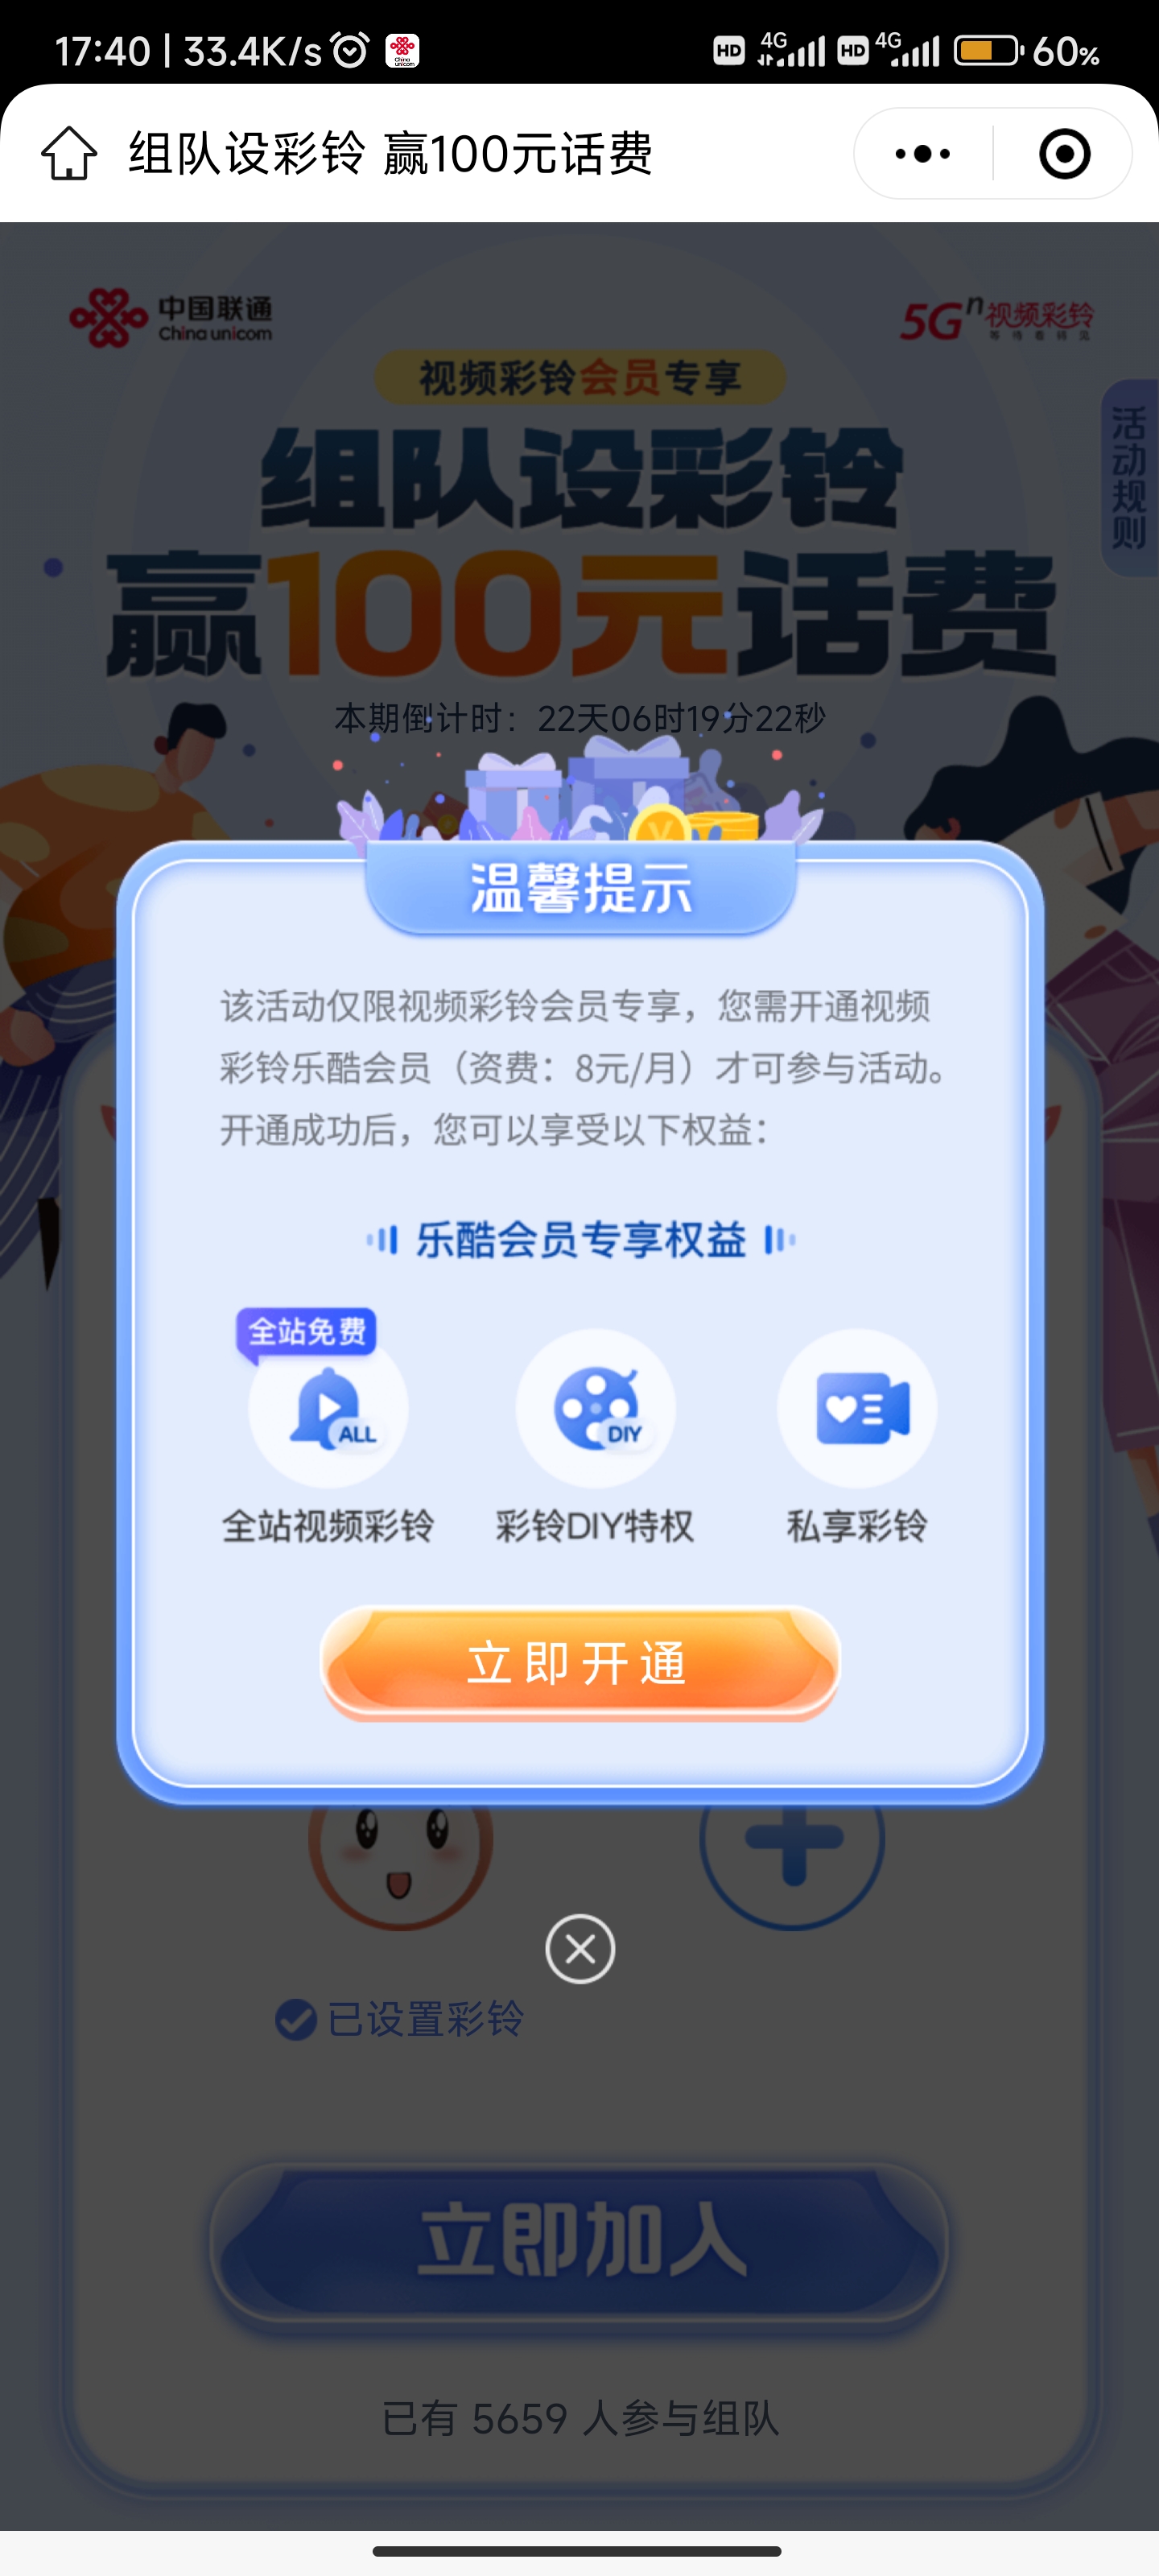 17:40 | 33.4K/s
HD 4G HD 4G 60%
组队设彩铃 赢100元话费
中国联通
China unicom
5Gⁿ视频彩铃
等待看得见
视频彩铃会员专享
活动规则
组队设彩铃
赢100元话费
本期倒计时：22天06时19分22秒
温馨提示
该活动仅限视频彩铃会员专享，您需开通视频
彩铃乐酷会员（资费：8元/月）才可参与活动。
开通成功后，您可以享受以下权益：
乐酷会员专享权益
全站免费
ALL
DIY
全站视频彩铃
彩铃DIY特权
私享彩铃
立即开通
已设置彩铃
立即加入
已有 5659 人参与组队